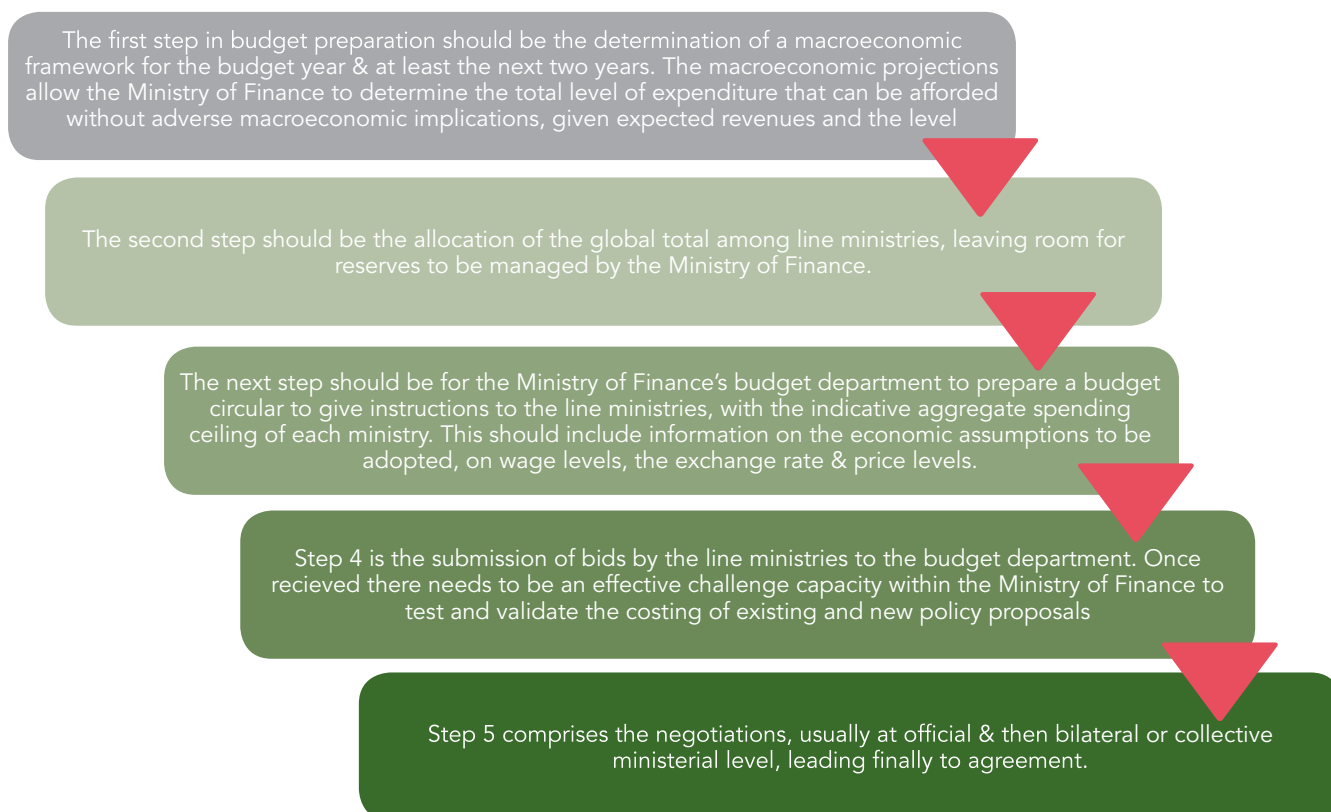 The first step in budget preparation should be the determination of a macroeconomic
framework for the budget year & at least the next two years. The macroeconomic projections
allow the Ministry of Finance to determine the total level of expenditure that can be afforded
without adverse macroeconomic implications, given expected revenues and the level
The second step should be the allocation of the global total among line ministries, leaving room for
reserves to be managed by the Ministry of Finance.
The next step should be for the Ministry of Finance’s budget department to prepare a budget
circular to give instructions to the line ministries, with the indicative aggregate spending
ceiling of each ministry. This should include information on the economic assumptions to be
adopted, on wage levels, the exchange rate & price levels.
Step 4 is the submission of bids by the line ministries to the budget department. Once
recieved there needs to be an effective challenge capacity within the Ministry of Finance to
test and validate the costing of existing and new policy proposals
Step 5 comprises the negotiations, usually at official & then bilateral or collective
ministerial level, leading finally to agreement.